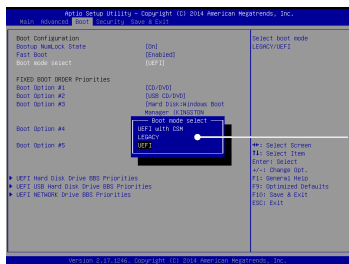 Aptio Setup Utility - Copyright (C) 2014 American Megatrends, Inc.
Main Advanced Boot Security Save & Exit
Boot Configuration
Bootup NumLock State [On]
Fast Boot [Enabled]
Boot mode select [UEFI]
FIXED BOOT ORDER Priorities
Boot Option #1 [CD/DVD]
Boot Option #2 [USB CD/DVD]
Boot Option #3 [Hard Disk:Windows Boot
Manager (KINGSTON
Boot mode select
UEFI with CSM
LEGACY
UEFI
Boot Option #4
Boot Option #5
UEFI Hard Disk Drive BBS Priorities
UEFI USB Hard Disk Drive BBS Priorities
UEFI NETWORK Drive BBS Priorities
Select boot mode
LEGACY/UEFI
: Select Screen
: Select Item
Enter: Select
+/-: Change Opt.
F1: General Help
F9: Optimized Defaults
F10: Save & Exit
ESC: Exit
Version 2.17.1246. Copyright (C) 2014 American Megatrends, Inc.